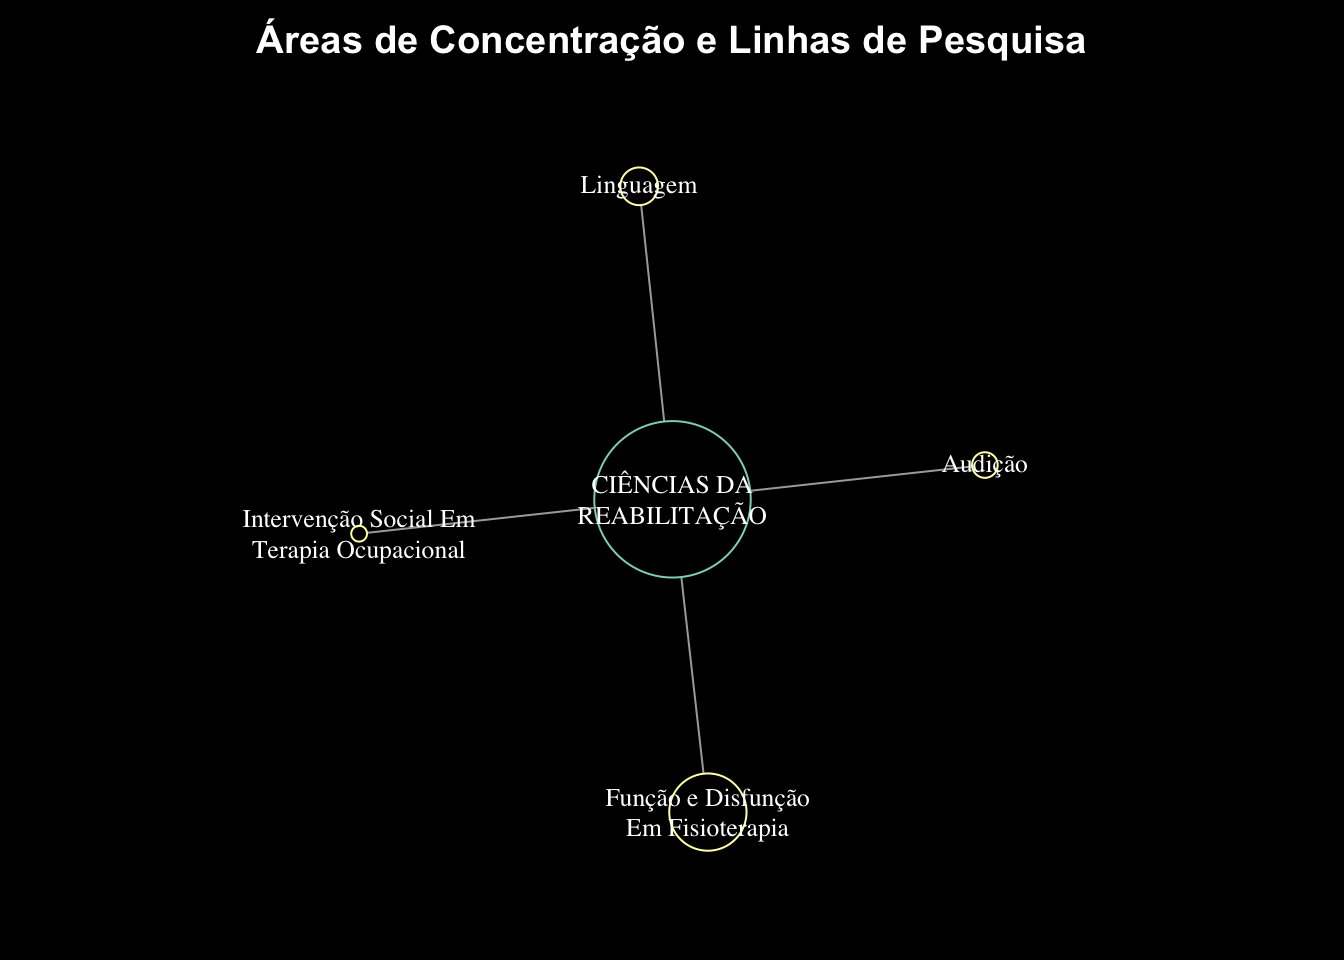 Áreas de Concentração e Linhas de Pesquisa
Linguagem
Audição
CIÊNCIAS DA
REABILITAÇÃO
Intervenção Social Em
Terapia Ocupacional
Função e Disfunção
Em Fisioterapia